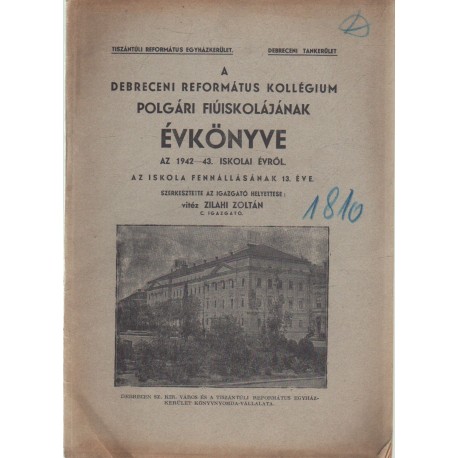 TISZÁNTÚLI REFORMÁTUS EGYHÁZKERÜLET. DEBRECENI TANKERÜLET
A
DEBRECENI REFORMÁTUS KOLLÉGIUM
POLGÁRI FIÚISKOLÁJÁNAK
ÉVKÖNYVE
AZ 1942—43. ISKOLAI ÉVRŐL.
AZ ISKOLA FENNÁLLÁSÁNAK 13. ÉVE.
SZERKESZTETTE AZ IGAZGATÓ HELYETTESE:
vitéz ZILAHI ZOLTÁN
C. IGAZGATÓ.
1810
DEBRECEN SZ. KIR. VÁROS ÉS A TISZÁNTÚLI REFORMÁTUS EGYHÁZ-
KERÜLET KÖNYVNYOMDA-VÁLLALATA.